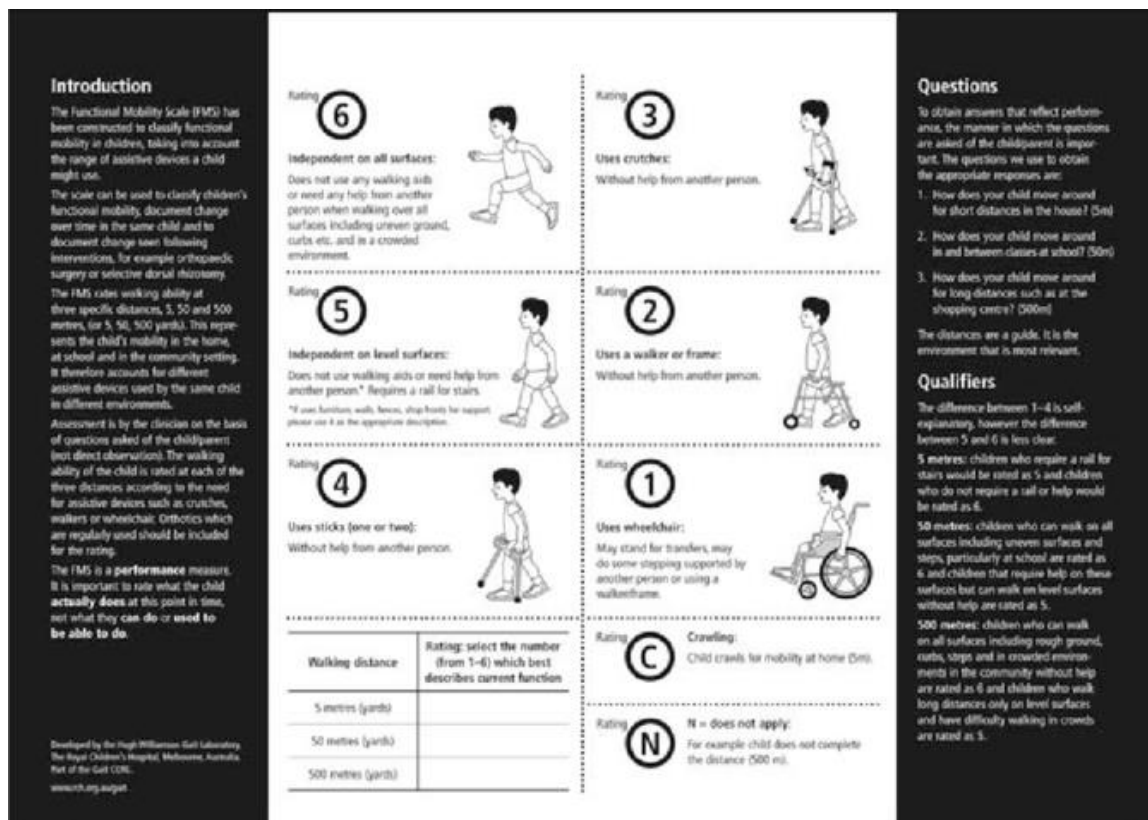 Introduction
The Functional Mobility Scale (FMS) has
been constructed to classify functional
mobility in children, taking into account
the range of assistive devices a child
might use.
The scale can be used to classify children's
functional mobility, document change
over time in the same child and to
document change seen following
interventions, for example orthopaedic
surgery or selective dorsal rhizotomy.
The FMS rates walking ability at
three specific distances, 5, 50 and 500
metres, (or 5, 50, 500 yards). This repre-
sents the child's mobility in the home,
at school and in the community setting.
It therefore accounts for different
assistive devices used by the same child
in different environments.
Assessment is by the clinician on the basis
of questions asked of the child/parent
(not direct observation). The walking
ability of the child is rated at each of the
three distances according to the need
for assistive devices such as crutches,
walkers or wheelchair. Orthotics which
are regularly used should be included
for the rating.
The FMS is a performance measure.
It is important to rate what the child
actually does at this point in time,
not what they can do or used to
be able to do.
Developed by the Hugh Williamson Gait Laboratory,
The Royal Children's Hospital, Melbourne, Australia.
Part of the Gait CCRE.
www.rch.org.au/gait
Rating 6
Independent on all surfaces:
Does not use any walking aids
or need any help from another
person when walking over all
surfaces including uneven ground,
curbs etc. and in a crowded
environment.
Rating 5
Independent on level surfaces:
Does not use walking aids or need help from
another person.* Requires a rail for stairs.
*If uses furniture, walls, fences, shop fronts for support,
please use 4 as the appropriate description.
Rating 4
Uses sticks (one or two):
Without help from another person.
Rating 3
Uses crutches:
Without help from another person.
Rating 2
Uses a walker or frame:
Without help from another person.
Rating 1
Uses wheelchair:
May stand for transfers, may
do some stepping supported by
another person or using a
walker/frame.
Walking distance
Rating: select the number
(from 1–6) which best
describes current function
5 metres (yards)
50 metres (yards)
500 metres (yards)
Rating C
Crawling:
Child crawls for mobility at home (5m).
Rating N
N = does not apply:
For example child does not complete
the distance (500 m).
Questions
To obtain answers that reflect perform-
ance, the manner in which the questions
are asked of the child/parent is impor-
tant. The questions we use to obtain
the appropriate responses are:
1. How does your child move around
for short distances in the house? (5m)
2. How does your child move around
in and between classes at school? (50m)
3. How does your child move around
for long distances such as at the
shopping centre? (500m)
The distances are a guide. It is the
environment that is most relevant.
Qualifiers
The difference between 1–4 is self-
explanatory, however the difference
between 5 and 6 is less clear.
5 metres: children who require a rail for
stairs would be rated as 5 and children
who do not require a rail or help would
be rated as 6.
50 metres: children who can walk on all
surfaces including uneven surfaces and
steps, particularly at school are rated as
6 and children that require help on these
surfaces but can walk on level surfaces
without help are rated as 5.
500 metres: children who can walk
on all surfaces including rough ground,
curbs, steps and in crowded environ-
ments in the community without help
are rated as 6 and children who walk
long distances only on level surfaces
and have difficulty walking in crowds
are rated as 5.